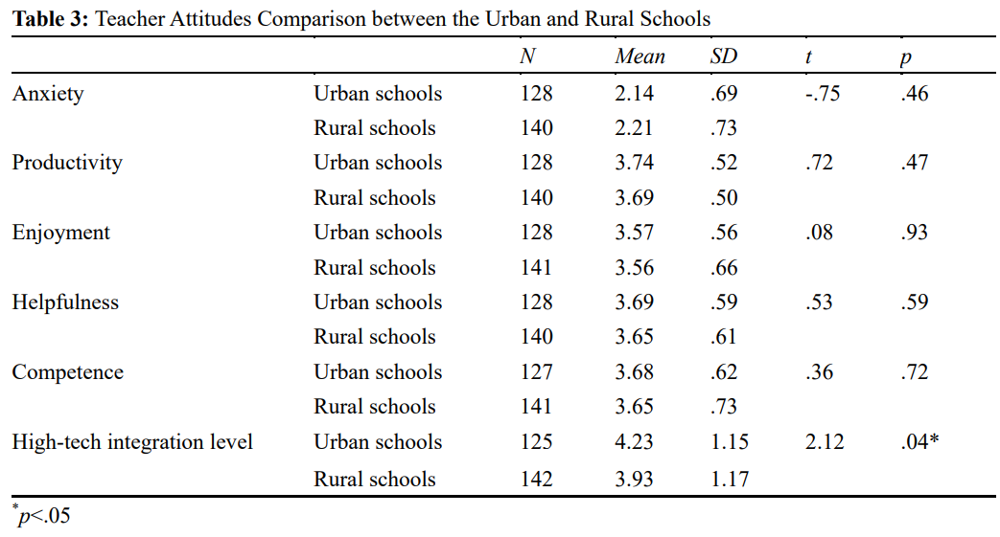 Table 3: Teacher Attitudes Comparison between the Urban and Rural Schools
N Mean SD t p
Anxiety Urban schools 128 2.14 .69 -.75 .46
Rural schools 140 2.21 .73
Productivity Urban schools 128 3.74 .52 .72 .47
Rural schools 140 3.69 .50
Enjoyment Urban schools 128 3.57 .56 .08 .93
Rural schools 141 3.56 .66
Helpfulness Urban schools 128 3.69 .59 .53 .59
Rural schools 140 3.65 .61
Competence Urban schools 127 3.68 .62 .36 .72
Rural schools 141 3.65 .73
High-tech integration level Urban schools 125 4.23 1.15 2.12 .04*
Rural schools 142 3.93 1.17
*p<.05